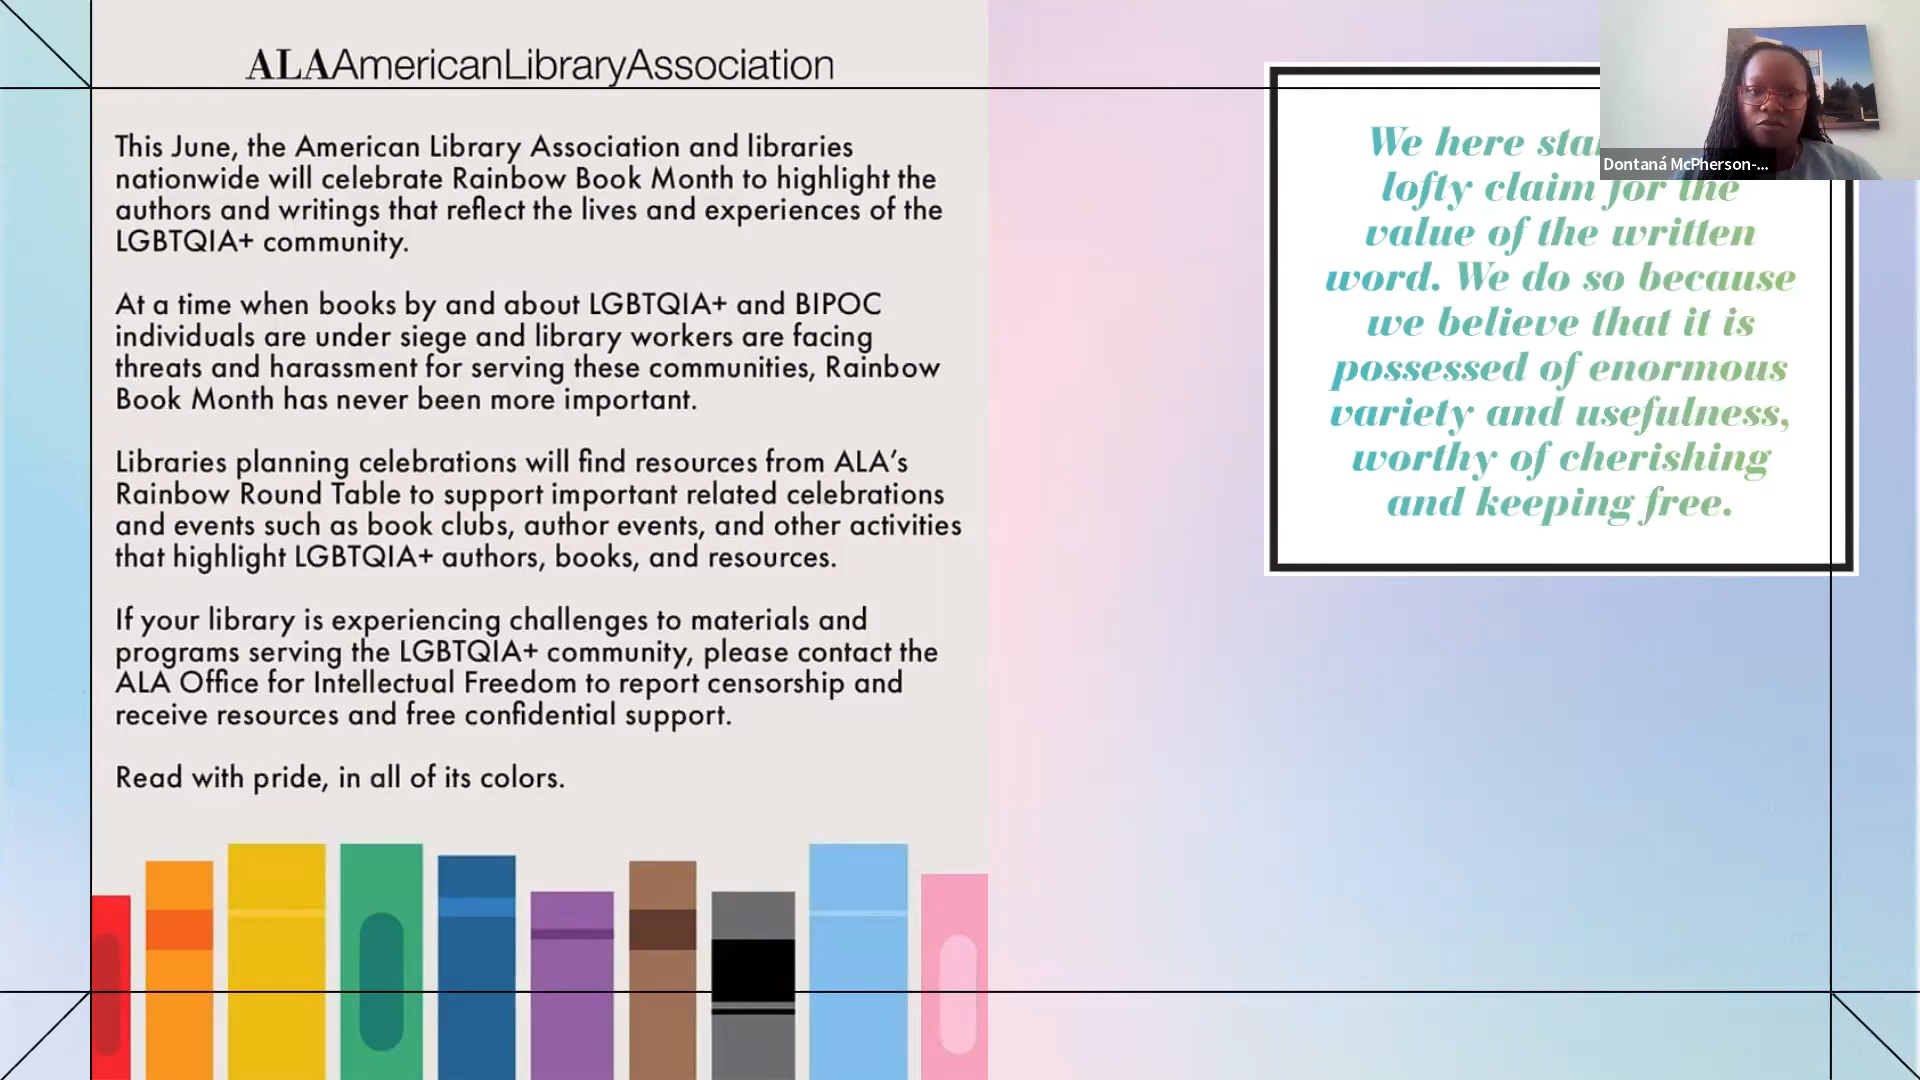 ALAAmericanLibraryAssociation
This June, the American Library Association and libraries
nationwide will celebrate Rainbow Book Month to highlight the
authors and writings that reflect the lives and experiences of the
LGBTQIA+ community.
At a time when books by and about LGBTQIA+ and BIPOC
individuals are under siege and library workers are facing
threats and harassment for serving these communities, Rainbow
Book Month has never been more important.
Libraries planning celebrations will find resources from ALA’s
Rainbow Round Table to support important related celebrations
and events such as book clubs, author events, and other activities
that highlight LGBTQIA+ authors, books, and resources.
If your library is experiencing challenges to materials and
programs serving the LGBTQIA+ community, please contact the
ALA Office for Intellectual Freedom to report censorship and
receive resources and free confidential support.
Read with pride, in all of its colors.
We here
lofty claim for the
value of the written
word. We do so because
we believe that it is
possessed of enormous
variety and usefulness,
worthy of cherishing
and keeping free.
Dontaná McPherson-...